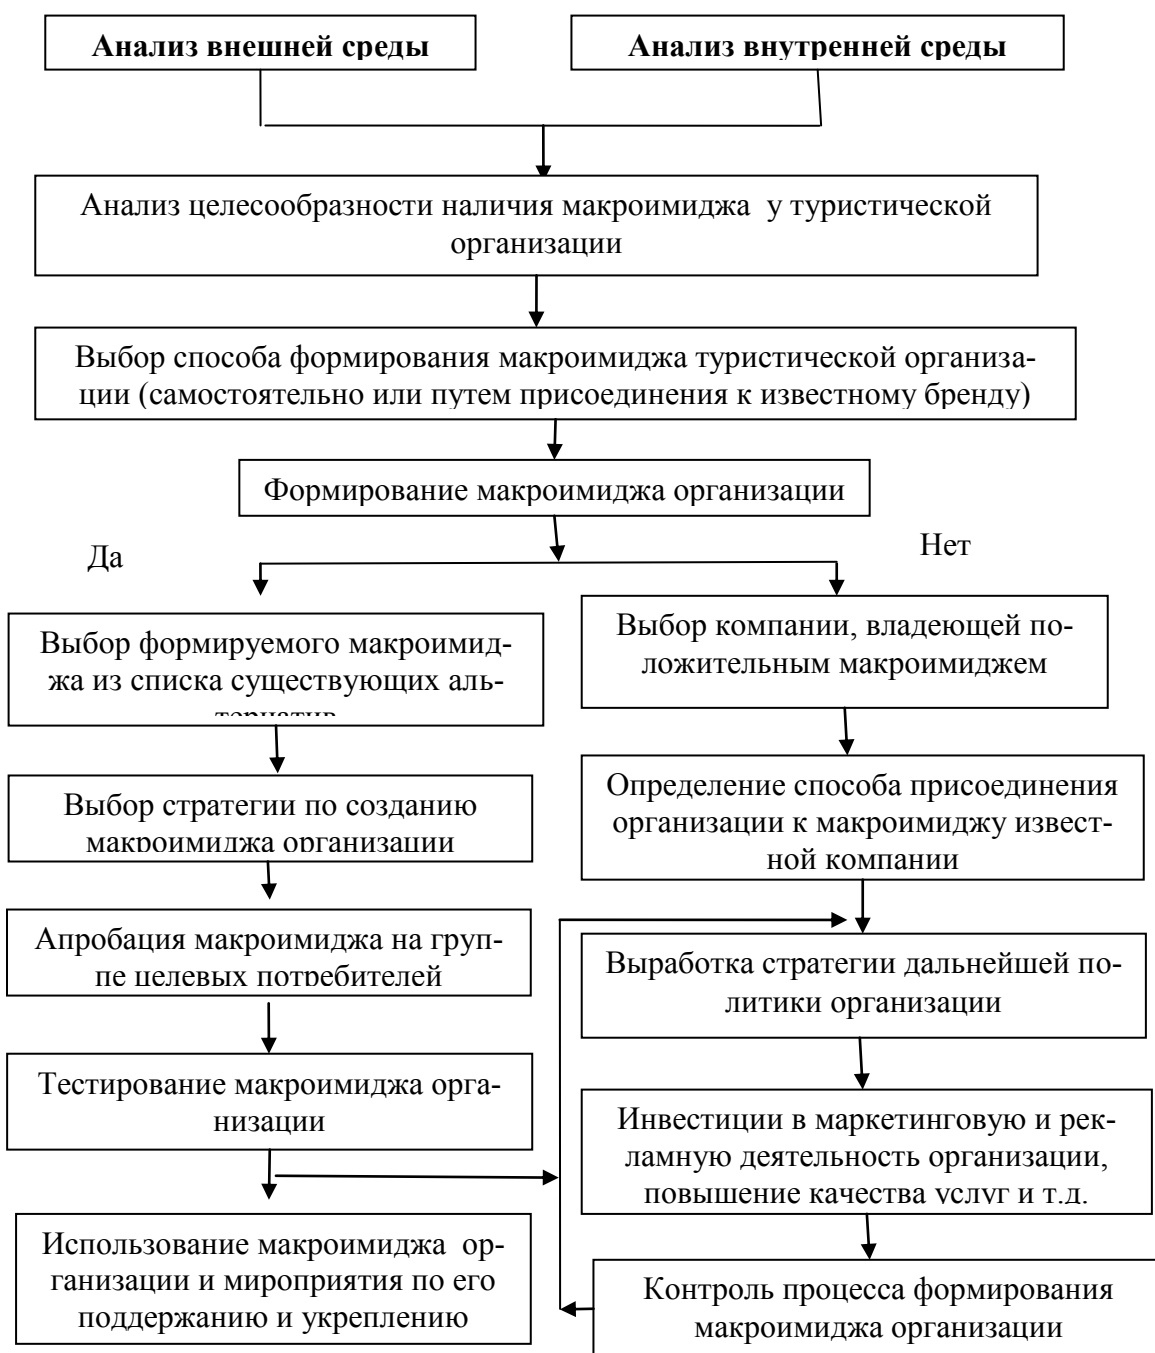 Анализ внешней среды
Анализ внутренней среды
Анализ целесообразности наличия макроимиджа у туристической
организации
Выбор способа формирования макроимиджа туристической организа-
ции (самостоятельно или путем присоединения к известному бренду)
Формирование макроимиджа организации
Да
Нет
Выбор формируемого макроимид-
жа из списка существующих аль-
тернатив
Выбор компании, владеющей по-
ложительным макроимиджем
Выбор стратегии по созданию
макроимиджа организации
Определение способа присоединения
организации к макроимиджу извест-
ной компании
Апробация макроимиджа на груп-
пе целевых потребителей
Выработка стратегии дальнейшей по-
литики организации
Тестирование макроимиджа орга-
низации
Инвестиции в маркетинговую и рек-
ламную деятельность организации,
повышение качества услуг и т.д.
Использование макроимиджа ор-
ганизации и мероприятия по его
поддержанию и укреплению
Контроль процесса формирования
макроимиджа организации